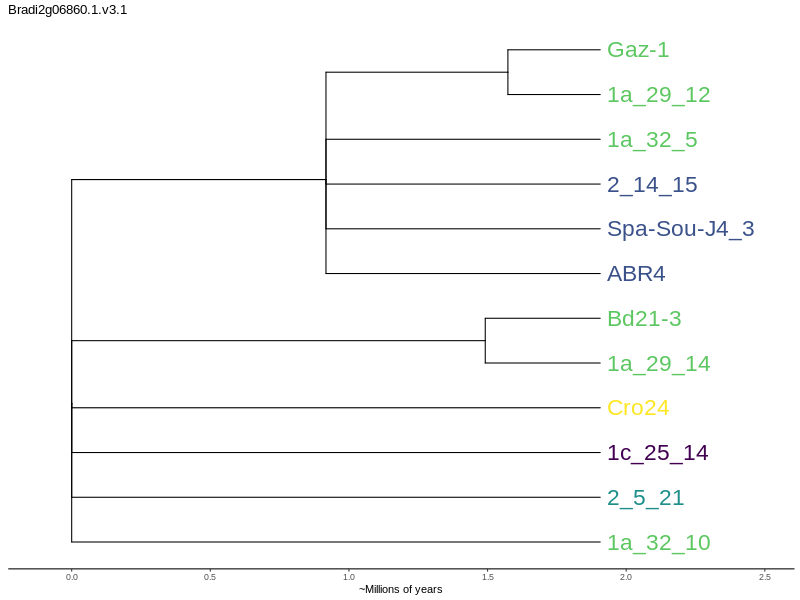 Bradi2g06860.1.v3.1
Gaz-1
1a_29_12
1a_32_5
2_14_15
Spa-Sou-J4_3
ABR4
Bd21-3
1a_29_14
Cro24
1c_25_14
2_5_21
1a_32_10
0.0 0.5 1.0 1.5 2.0 2.5
~Millions of years